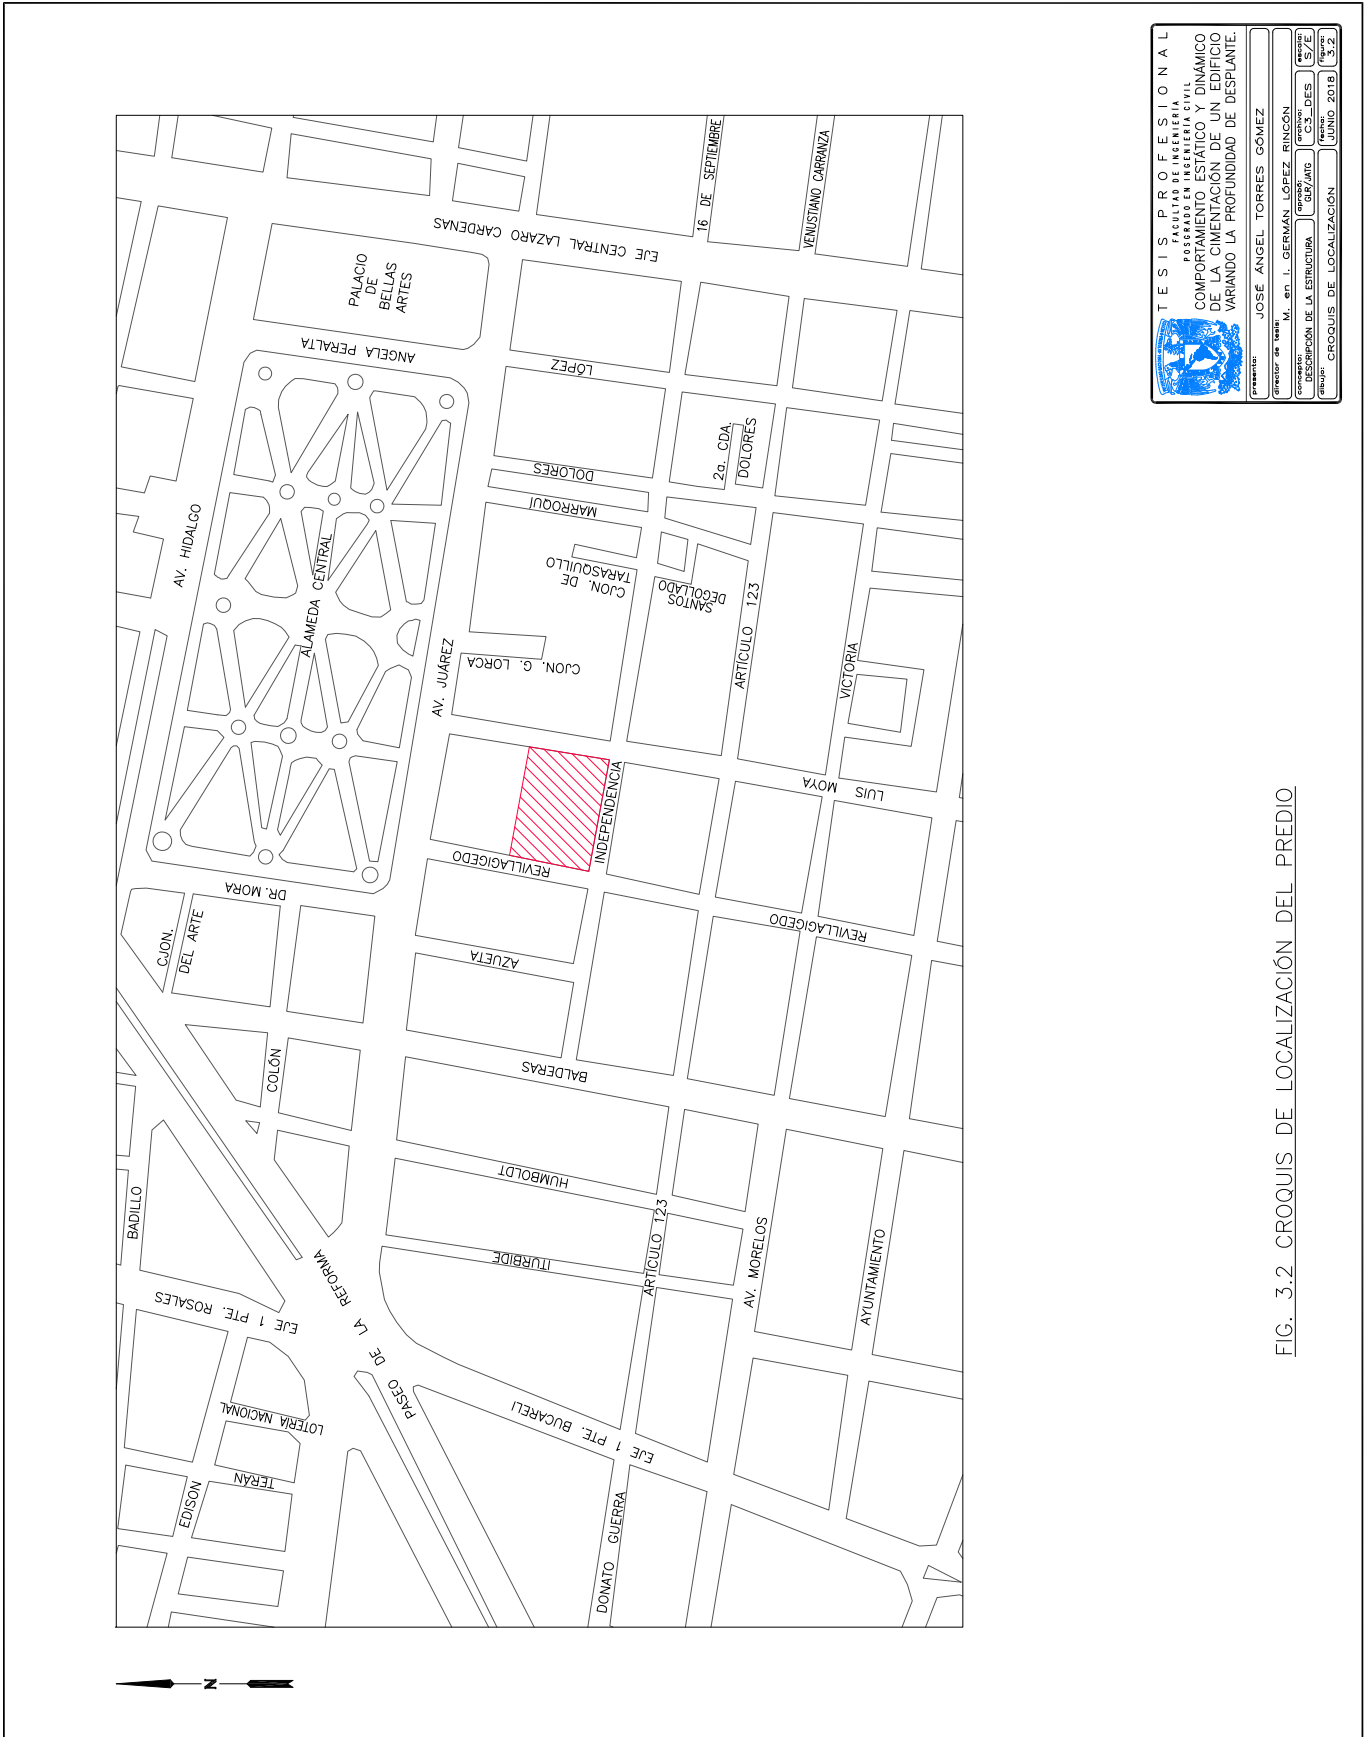 TESIS PROFESIONAL
FACULTAD DE INGENIERÍA
POSGRADO EN INGENIERÍA CIVIL
COMPORTAMIENTO ESTÁTICO Y DINÁMICO
DE LA CIMENTACIÓN DE UN EDIFICIO
VARIANDO LA PROFUNDIDAD DE DESPLANTE.
presenta:
JOSÉ ÁNGEL TORRES GÓMEZ
director de tesis:
M. en I. GERMÁN LÓPEZ RINCÓN
concepto:
DESCRIPCIÓN DE LA ESTRUCTURA
aprobó:
GLR/JATG
archivo:
C3_DES
escala:
S/E
dibujo:
CROQUIS DE LOCALIZACIÓN
fecha:
JUNIO 2018
figura:
3.2
16 DE SEPTIEMBRE
VENUSTIANO CARRANZA
EJE CENTRAL LAZARO CARDENAS
PALACIO
DE
BELLAS
ARTES
ANGELA PERALTA
LÓPEZ
2a. CDA.
DOLORES
DOLORES
MARROQUÍ
AV. HIDALGO
ALAMEDA CENTRAL
CJON. DE
TARASQUILLO
SANTOS
DEGOLLADO
ARTÍCULO 123
CJON. G. LORCA
AV. JUÁREZ
VICTORIA
LUIS MOYA
INDEPENDENCIA
REVILLAGIGEDO
REVILLAGIGEDO
DR. MORA
CJON.
DEL ARTE
AZUETA
COLÓN
BALDERAS
HUMBOLDT
BADILLO
ARTÍCULO 123
ITURBIDE
AV. MORELOS
AYUNTAMIENTO
PASEO DE LA REFORMA
EJE 1 PTE. ROSALES
LOTERÍA NACIONAL
EJE 1 PTE. BUCARELI
TERÁN
EDISON
DONATO GUERRA
N
FIG. 3.2 CROQUIS DE LOCALIZACIÓN DEL PREDIO